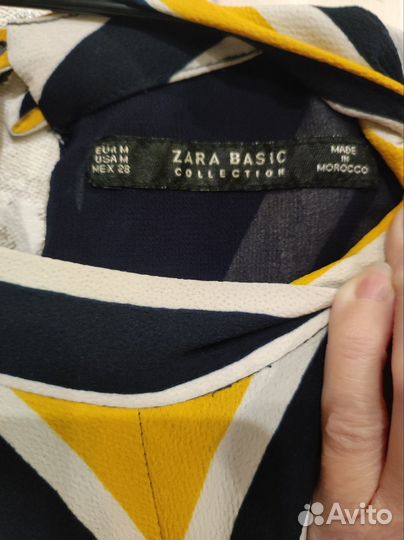 EUR M
USA M
MEX 28
ZARA BASIC
COLLECTION
MADE
IN
MOROCCO
Avito